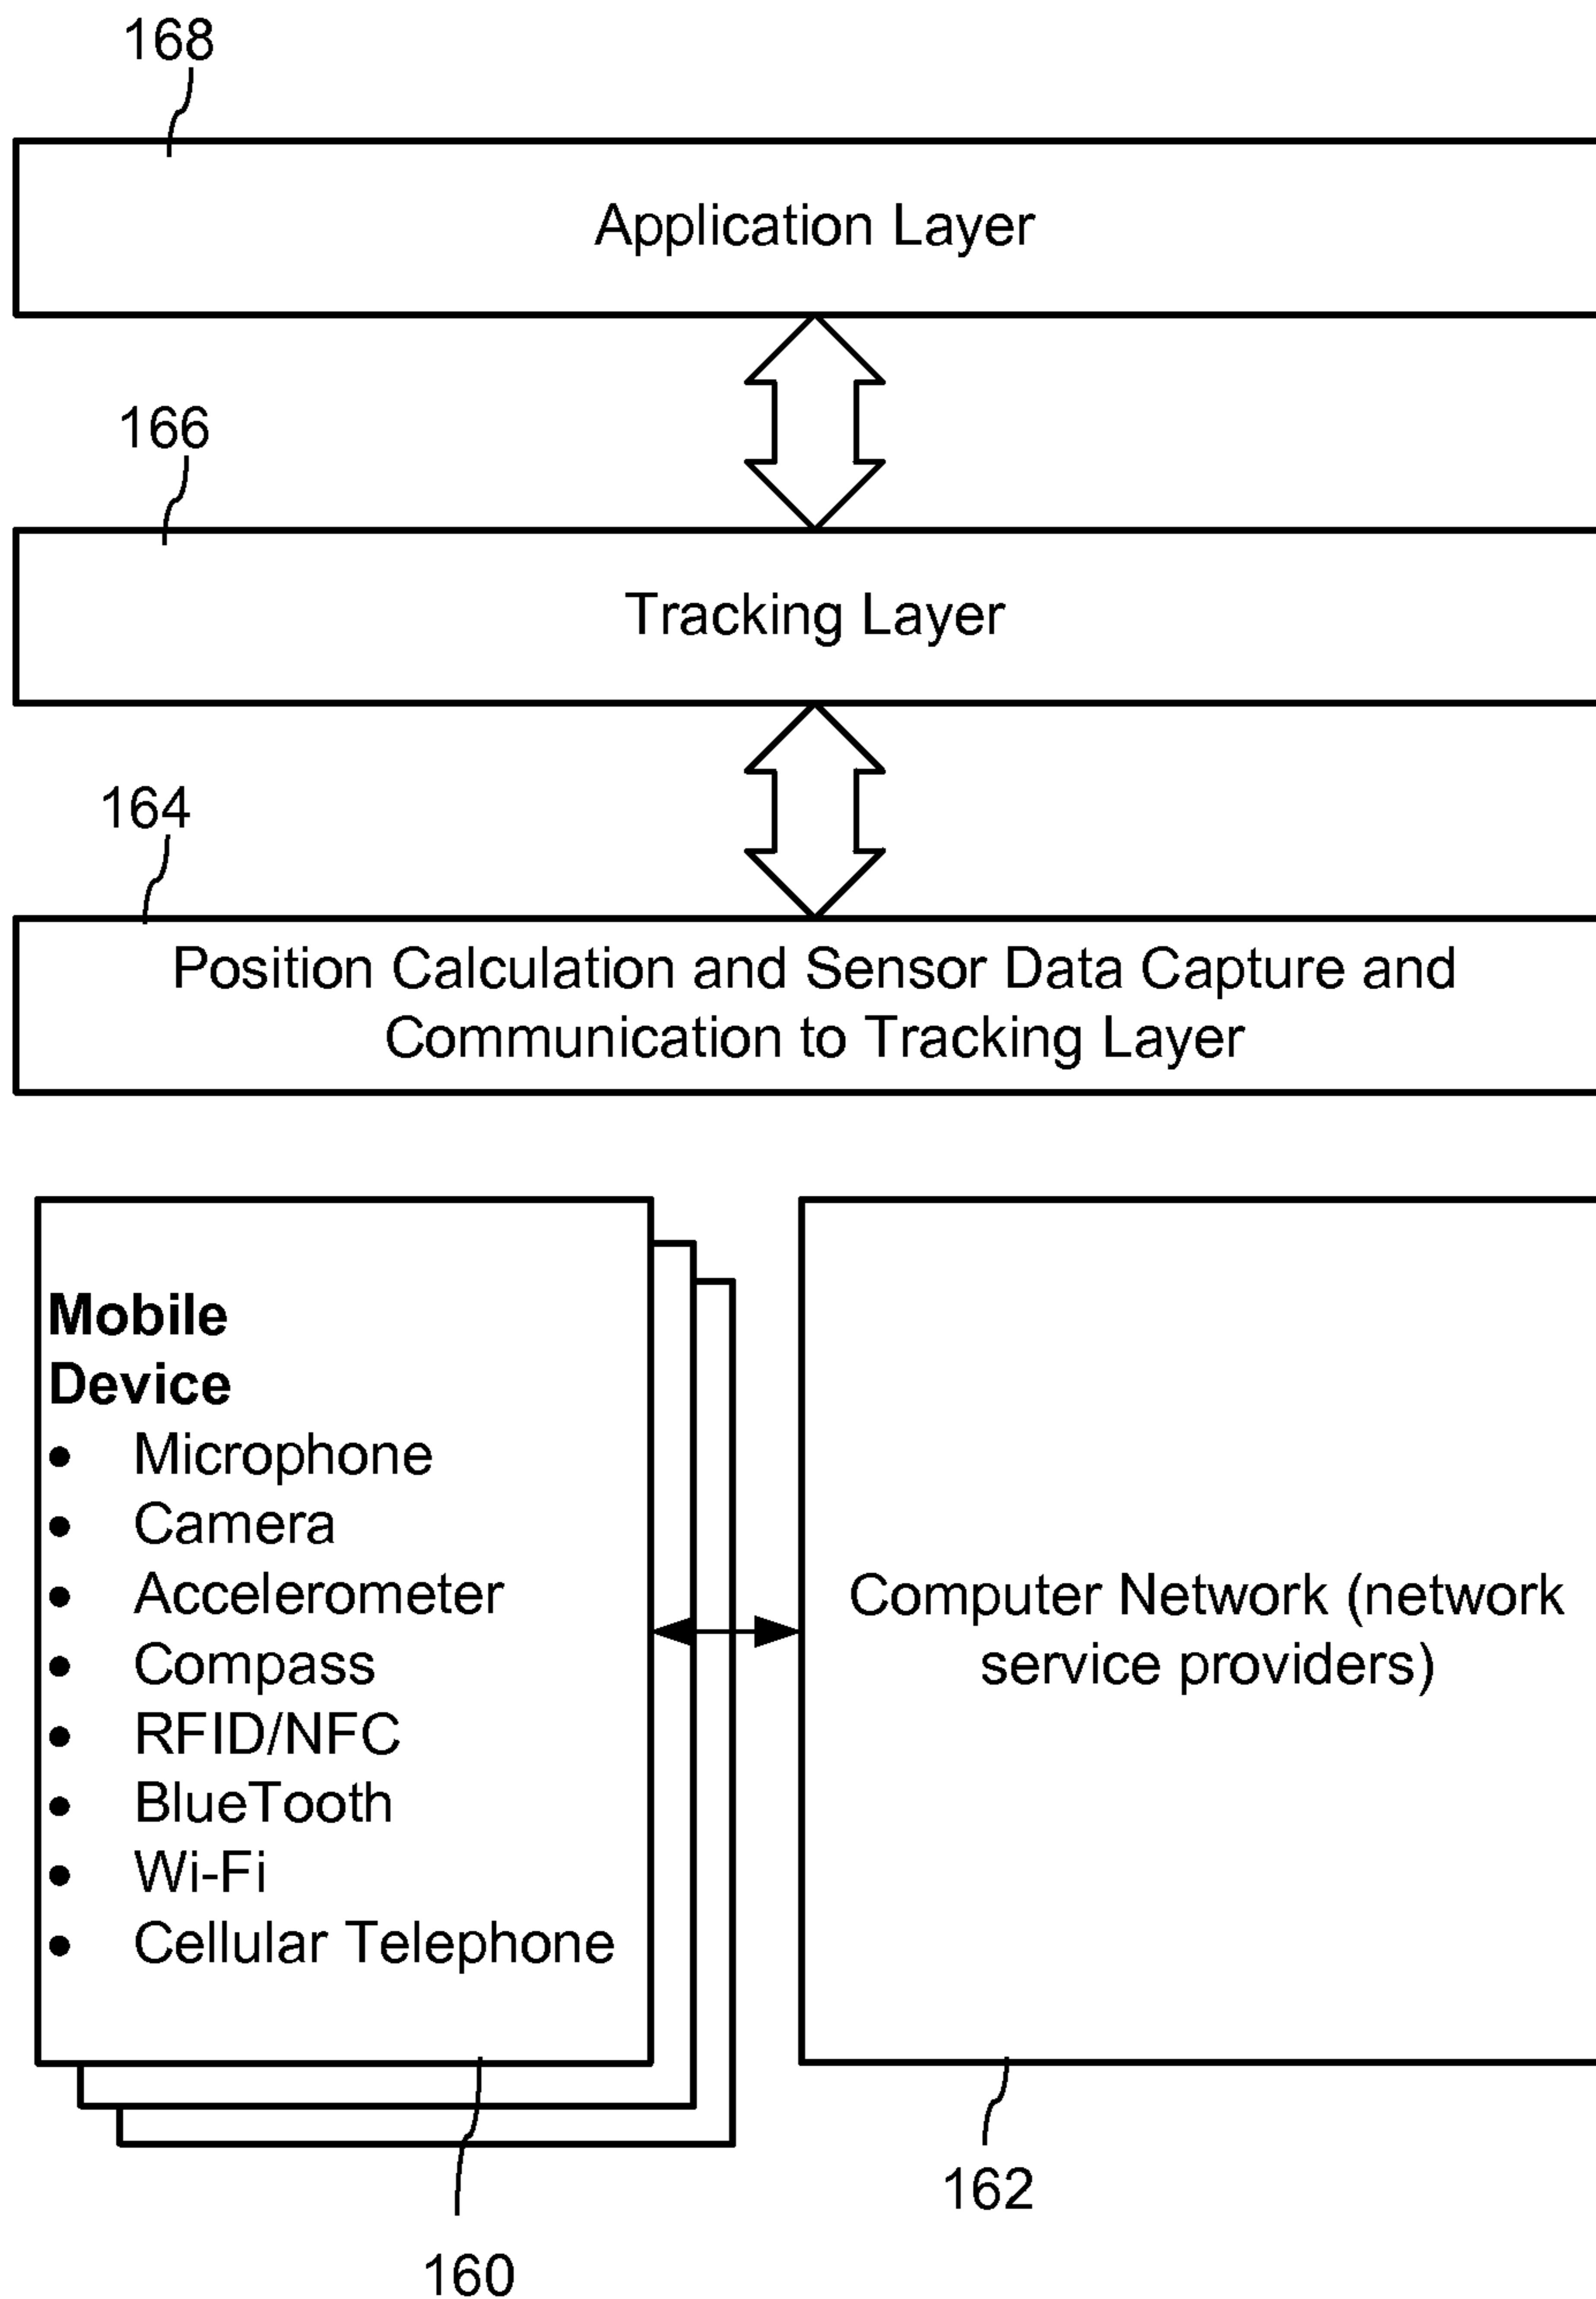 168
Application Layer
166
Tracking Layer
164
Position Calculation and Sensor Data Capture and
Communication to Tracking Layer
Mobile
Device
● Microphone
● Camera
● Accelerometer
● Compass
● RFID/NFC
● BlueTooth
● Wi-Fi
● Cellular Telephone
Computer Network (network
service providers)
162
160